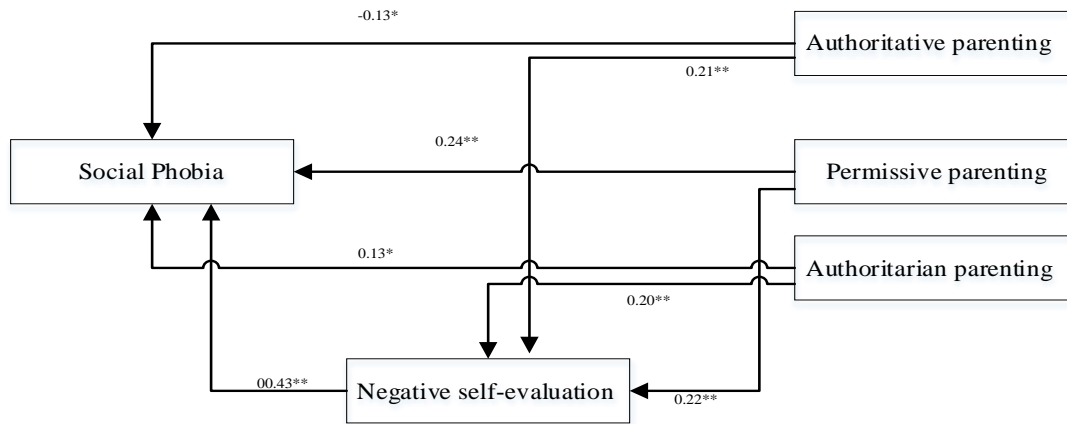 -0.13*
Authoritative parenting
0.21**
0.24**
Social Phobia
Permissive parenting
0.13*
Authoritarian parenting
0.20**
00.43**
Negative self-evaluation
0.22**